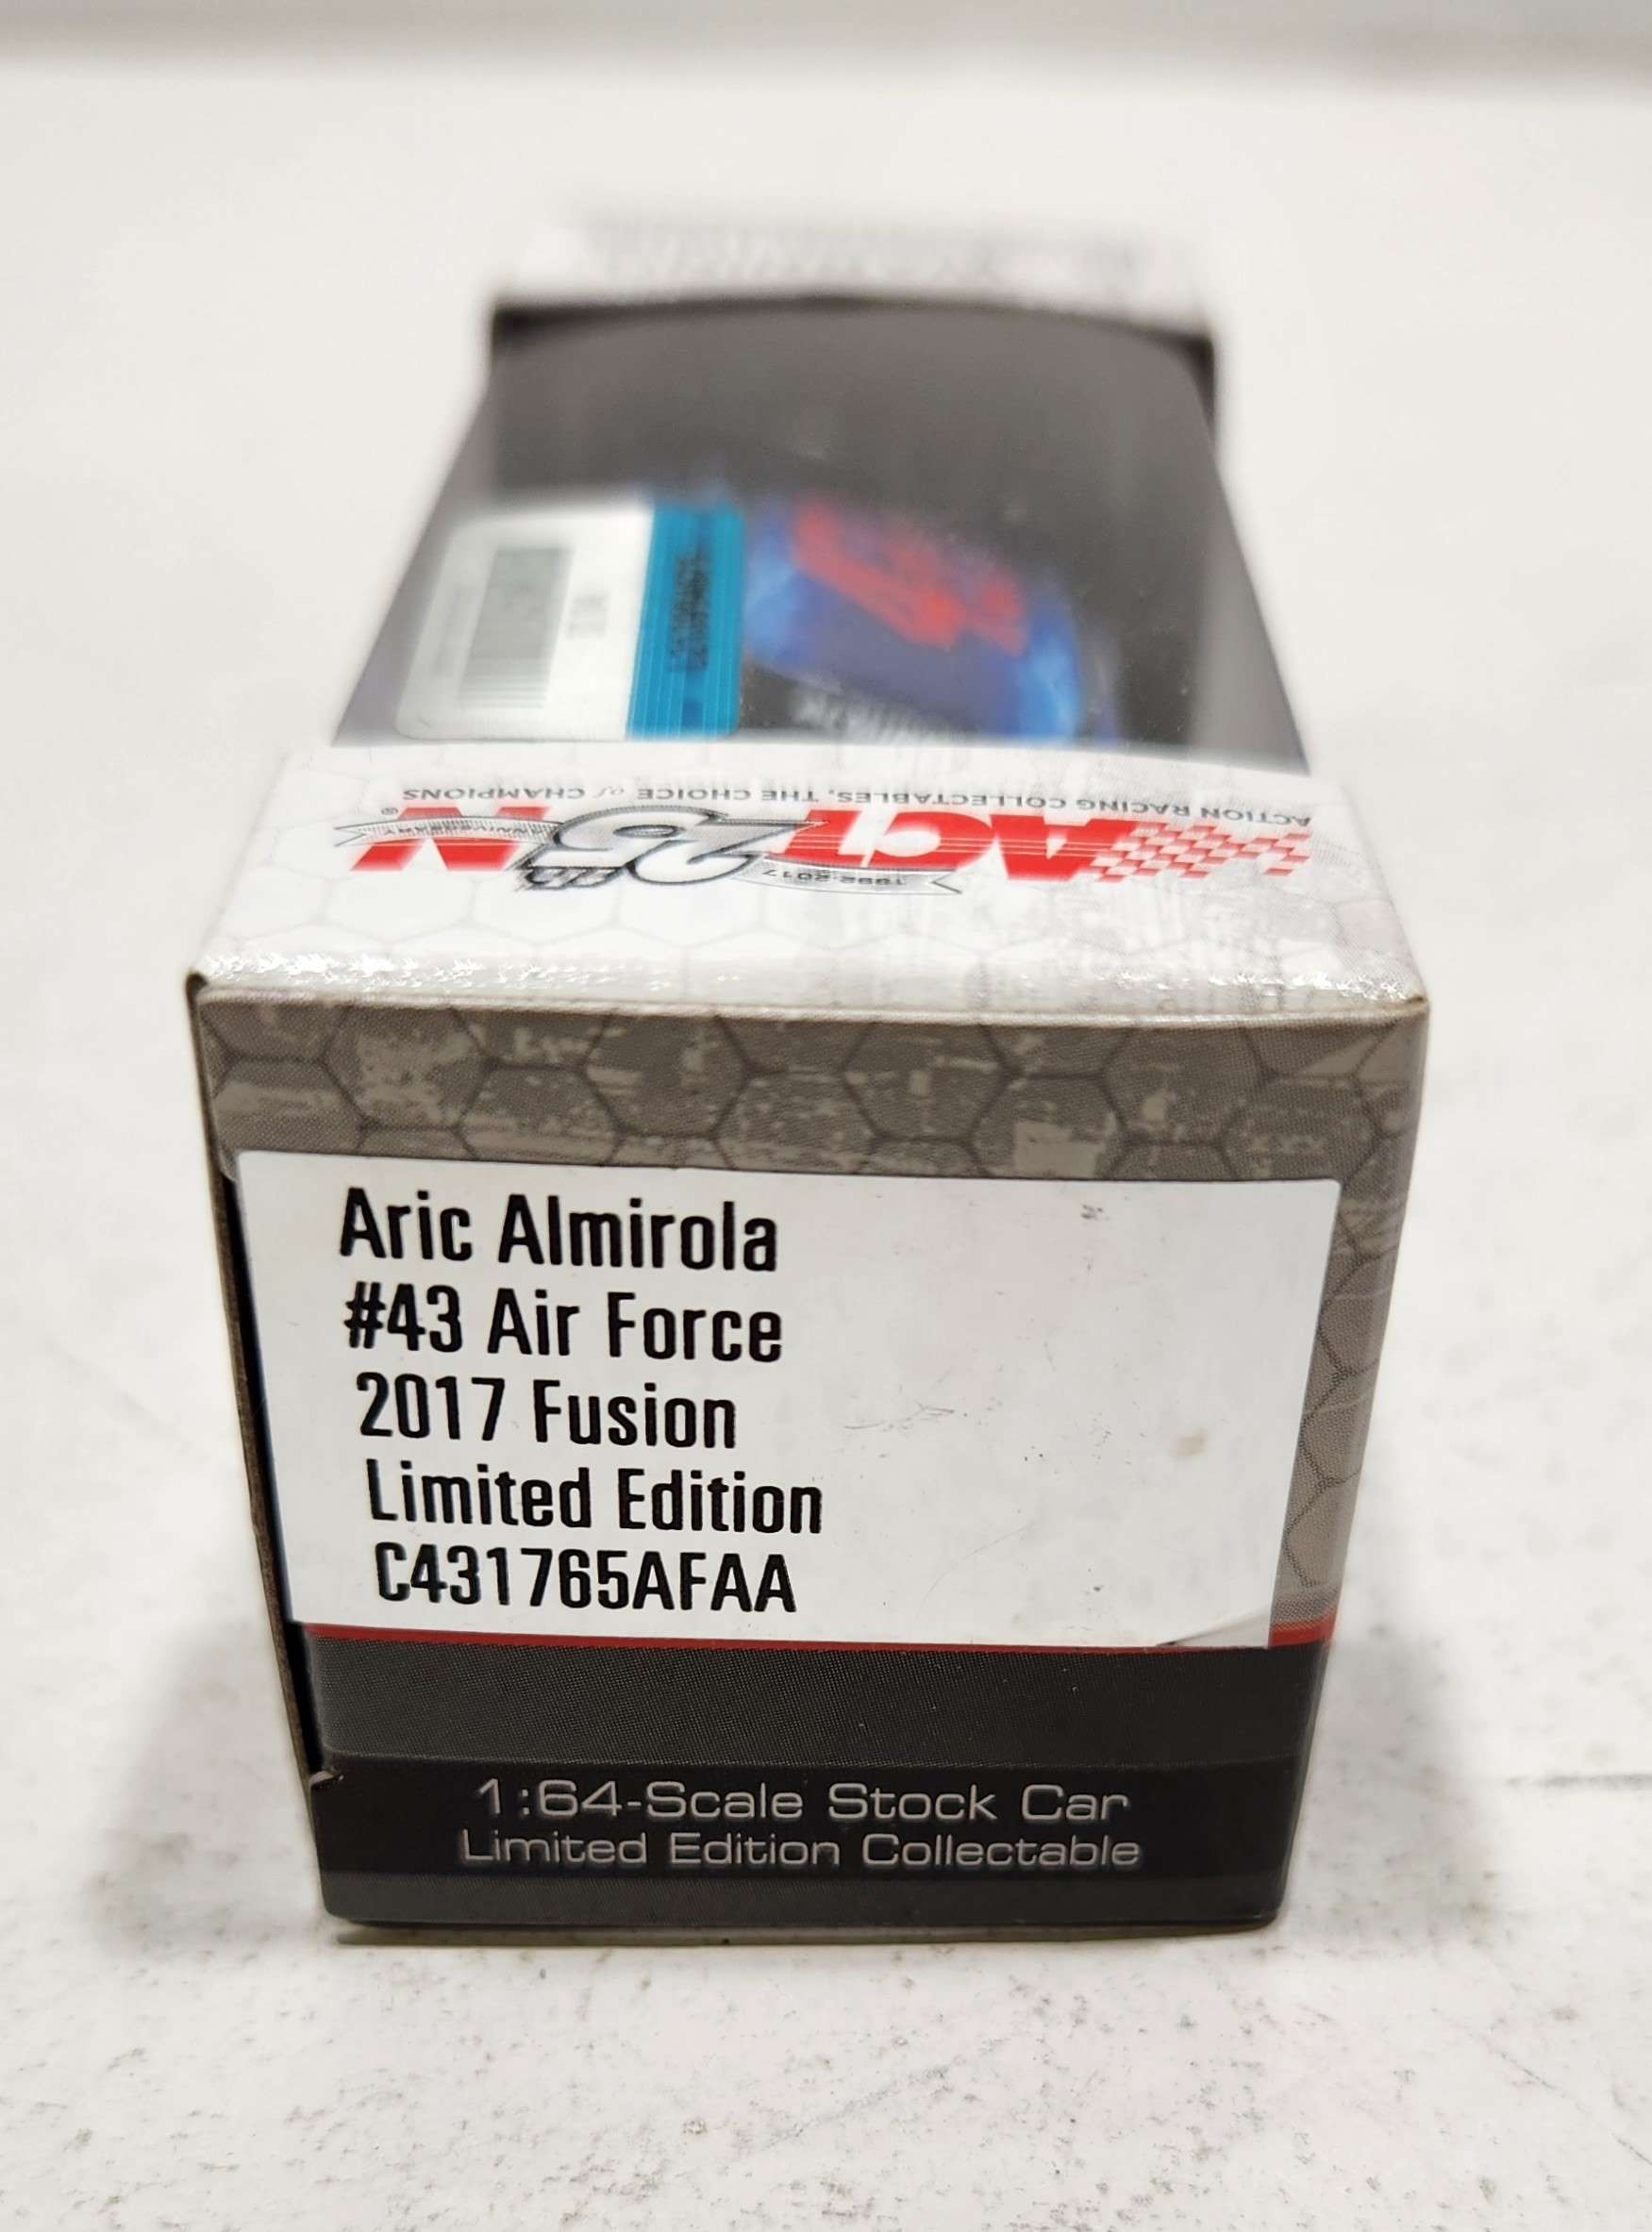 ACTION RACING COLLECTABLES, THE CHOICE of CHAMPIONS
ACTION®
25th
ANNIVERSARY
1992-2017
Aric Almirola
#43 Air Force
2017 Fusion
Limited Edition
C431765AFAA
1:64-Scale Stock Car
Limited Edition Collectable